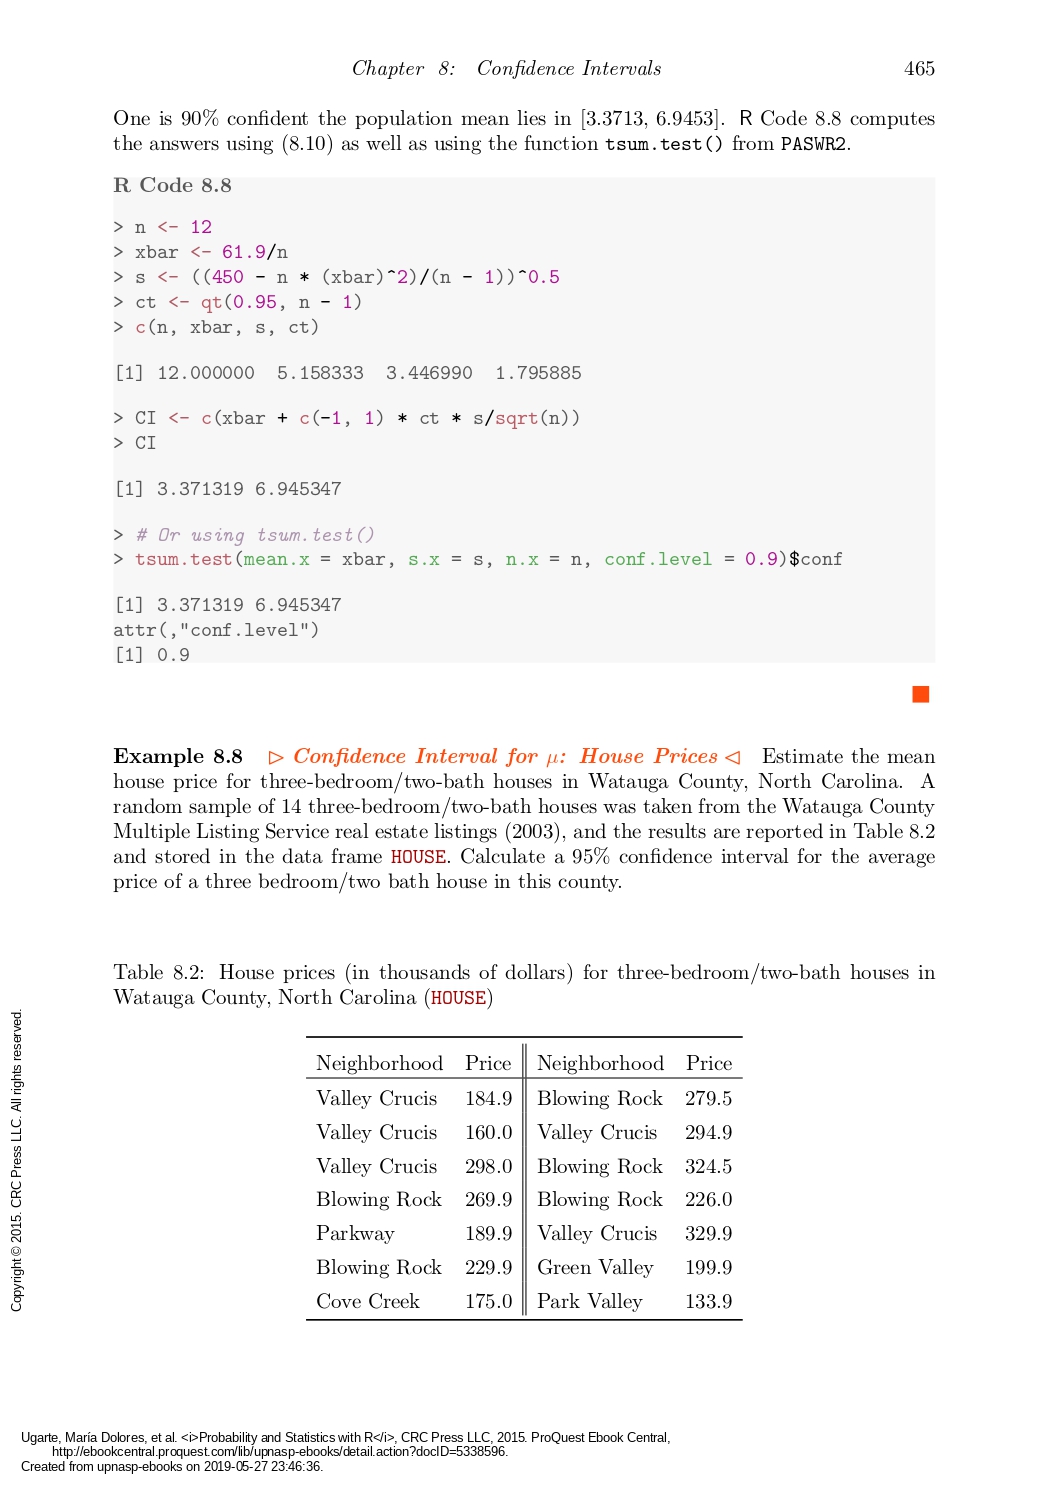 Chapter 8: Confidence Intervals 465
One is 90% confident the population mean lies in [3.3713, 6.9453]. R Code 8.8 computes
the answers using (8.10) as well as using the function tsum.test() from PASWR2.
R Code 8.8
> n <- 12
> xbar <- 61.9/n
> s <- ((450 - n * (xbar)^2)/(n - 1))^0.5
> ct <- qt(0.95, n - 1)
> c(n, xbar, s, ct)
[1] 12.000000 5.158333 3.446990 1.795885
> CI <- c(xbar + c(-1, 1) * ct * s/sqrt(n))
> CI
[1] 3.371319 6.945347
> # Or using tsum.test()
> tsum.test(mean.x = xbar, s.x = s, n.x = n, conf.level = 0.9)$conf
[1] 3.371319 6.945347
attr(,"conf.level")
[1] 0.9
Example 8.8 ▷ Confidence Interval for μ: House Prices ◁ Estimate the mean
house price for three-bedroom/two-bath houses in Watauga County, North Carolina. A
random sample of 14 three-bedroom/two-bath houses was taken from the Watauga County
Multiple Listing Service real estate listings (2003), and the results are reported in Table 8.2
and stored in the data frame HOUSE. Calculate a 95% confidence interval for the average
price of a three bedroom/two bath house in this county.
Table 8.2: House prices (in thousands of dollars) for three-bedroom/two-bath houses in
Watauga County, North Carolina (HOUSE)
Neighborhood Price Neighborhood Price
Valley Crucis 184.9 Blowing Rock 279.5
Valley Crucis 160.0 Valley Crucis 294.9
Valley Crucis 298.0 Blowing Rock 324.5
Blowing Rock 269.9 Blowing Rock 226.0
Parkway 189.9 Valley Crucis 329.9
Blowing Rock 229.9 Green Valley 199.9
Cove Creek 175.0 Park Valley 133.9
Copyright © 2015. CRC Press LLC. All rights reserved.
Ugarte, María Dolores, et al. <i>Probability and Statistics with R</i>, CRC Press LLC, 2015. ProQuest Ebook Central,
http://ebookcentral.proquest.com/lib/upnasp-ebooks/detail.action?docID=5338596.
Created from upnasp-ebooks on 2019-05-27 23:46:36.